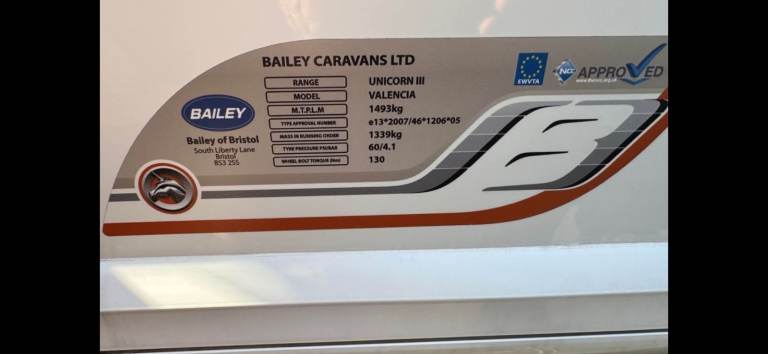 BAILEY CARAVANS LTD
RANGE UNICORN III
MODEL VALENCIA
M.T.P.L.M 1493kg
TYPE APPROVAL NUMBER e13*2007/46*1206*05
MASS IN RUNNING ORDER 1339kg
TYRE PRESSURE PSI/BAR 60/4.1
WHEEL BOLT TORQUE (Nm) 130
BAILEY
Bailey of Bristol
South Liberty Lane
Bristol
BS3 2SS
EWVTA
NCC APPROVED
B